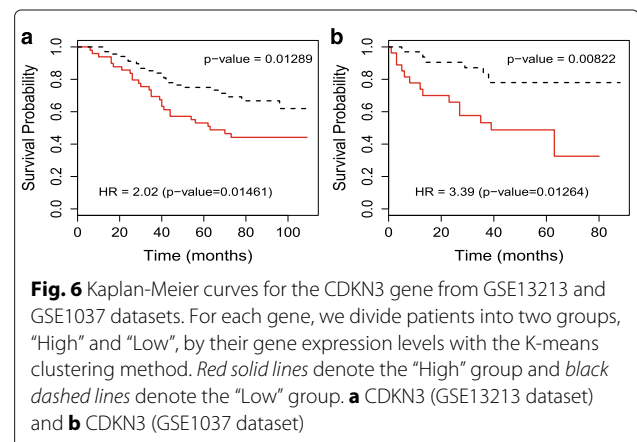 a
b
1.0
0.8
0.6
0.4
0.2
0.0
Survival Probability
p-value = 0.01289
HR = 2.02 (p-value=0.01461)
0 20 40 60 80 100
Time (months)
1.0
0.8
0.6
0.4
0.2
0.0
Survival Probability
p-value = 0.00822
HR = 3.39 (p-value=0.01264)
0 20 40 60 80
Time (months)
Fig. 6 Kaplan-Meier curves for the CDKN3 gene from GSE13213 and
GSE1037 datasets. For each gene, we divide patients into two groups,
“High” and “Low”, by their gene expression levels with the K-means
clustering method. Red solid lines denote the “High” group and black
dashed lines denote the “Low” group. a CDKN3 (GSE13213 dataset)
and b CDKN3 (GSE1037 dataset)